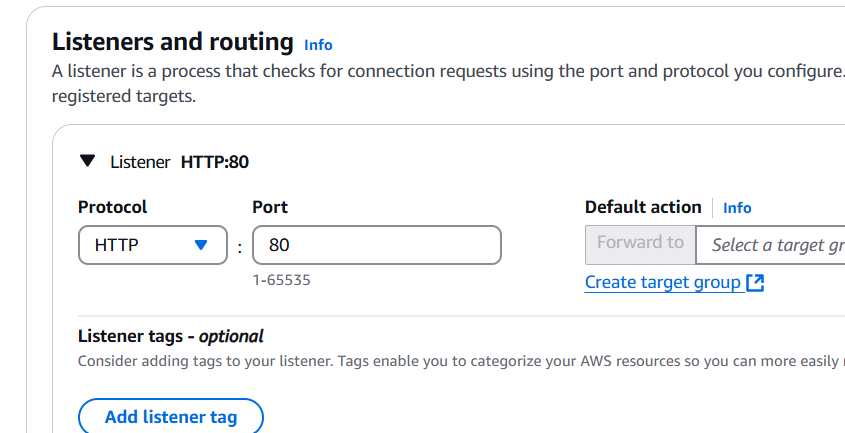 Listeners and routing Info
A listener is a process that checks for connection requests using the port and protocol you configure.
registered targets.
Listener HTTP:80
Protocol Port Default action Info
HTTP : 80 Forward to Select a target gr
1-65535 Create target group
Listener tags - optional
Consider adding tags to your listener. Tags enable you to categorize your AWS resources so you can more easily
Add listener tag